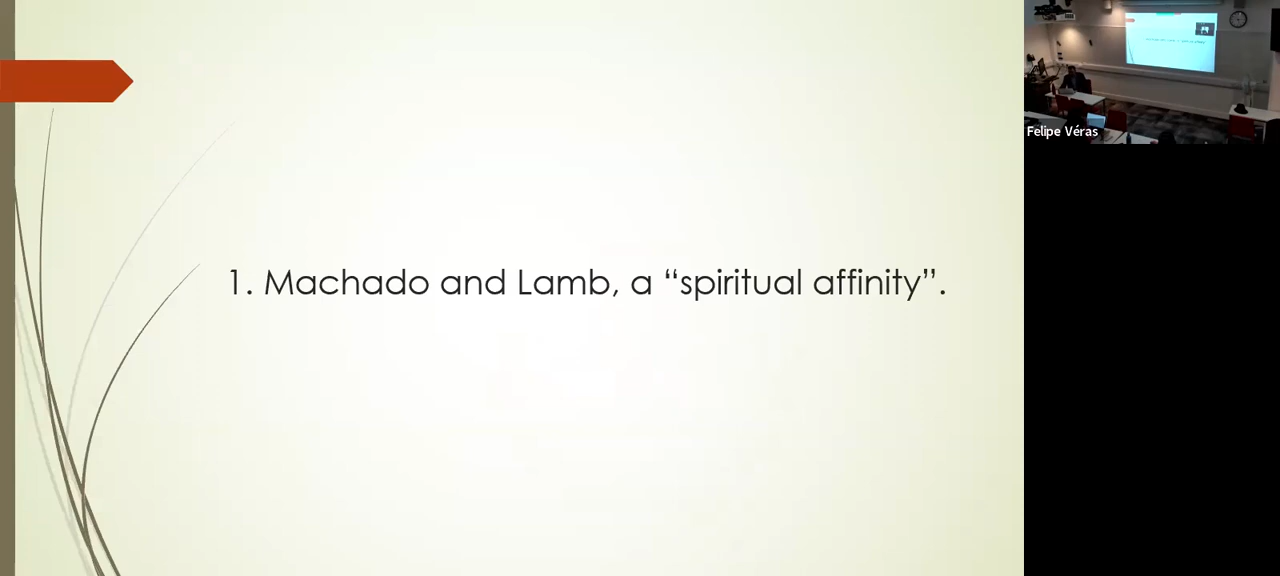 1. Machado and Lamb, a “spiritual affinity”.
Felipe Véras